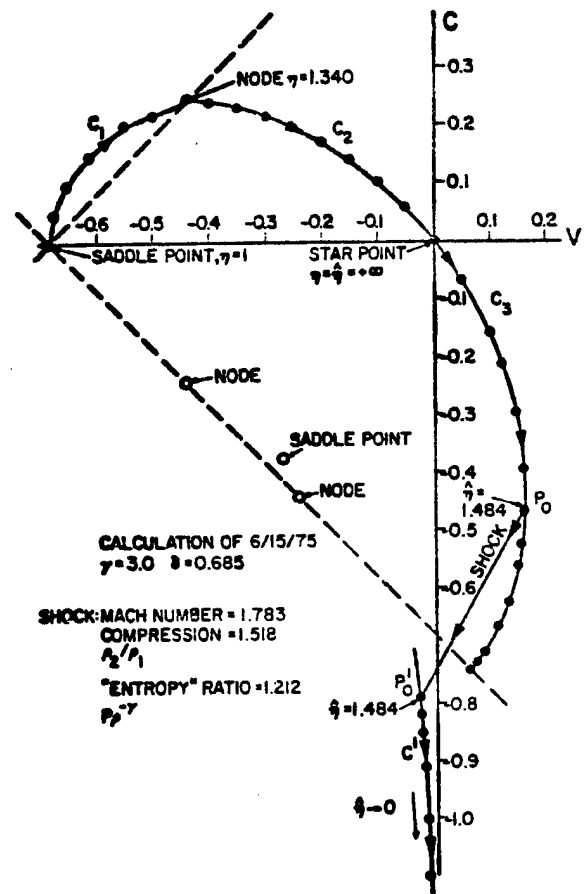 C
0.3
NODE η=1.340
0.2
C₁
C₂
0.1
-0.6
-0.5
-0.4
-0.3
-0.2
-0.1
0.1
0.2
V
SADDLE POINT, η=1
STAR POINT
η=η̂=+∞
-0.1
C₃
-0.2
NODE
-0.3
SADDLE POINT
-0.4
NODE
η̂=
1.484
P₀
-0.5
SHOCK
CALCULATION OF 6/15/75
γ=3.0 δ=0.685
-0.6
SHOCK: MACH NUMBER = 1.783
COMPRESSION = 1.518
ρ₂/ρ₁
"ENTROPY" RATIO = 1.212
Pρ⁻ᵞ
P₀'
-0.8
η̂=1.484
C'
-0.9
η̂→0
-1.0